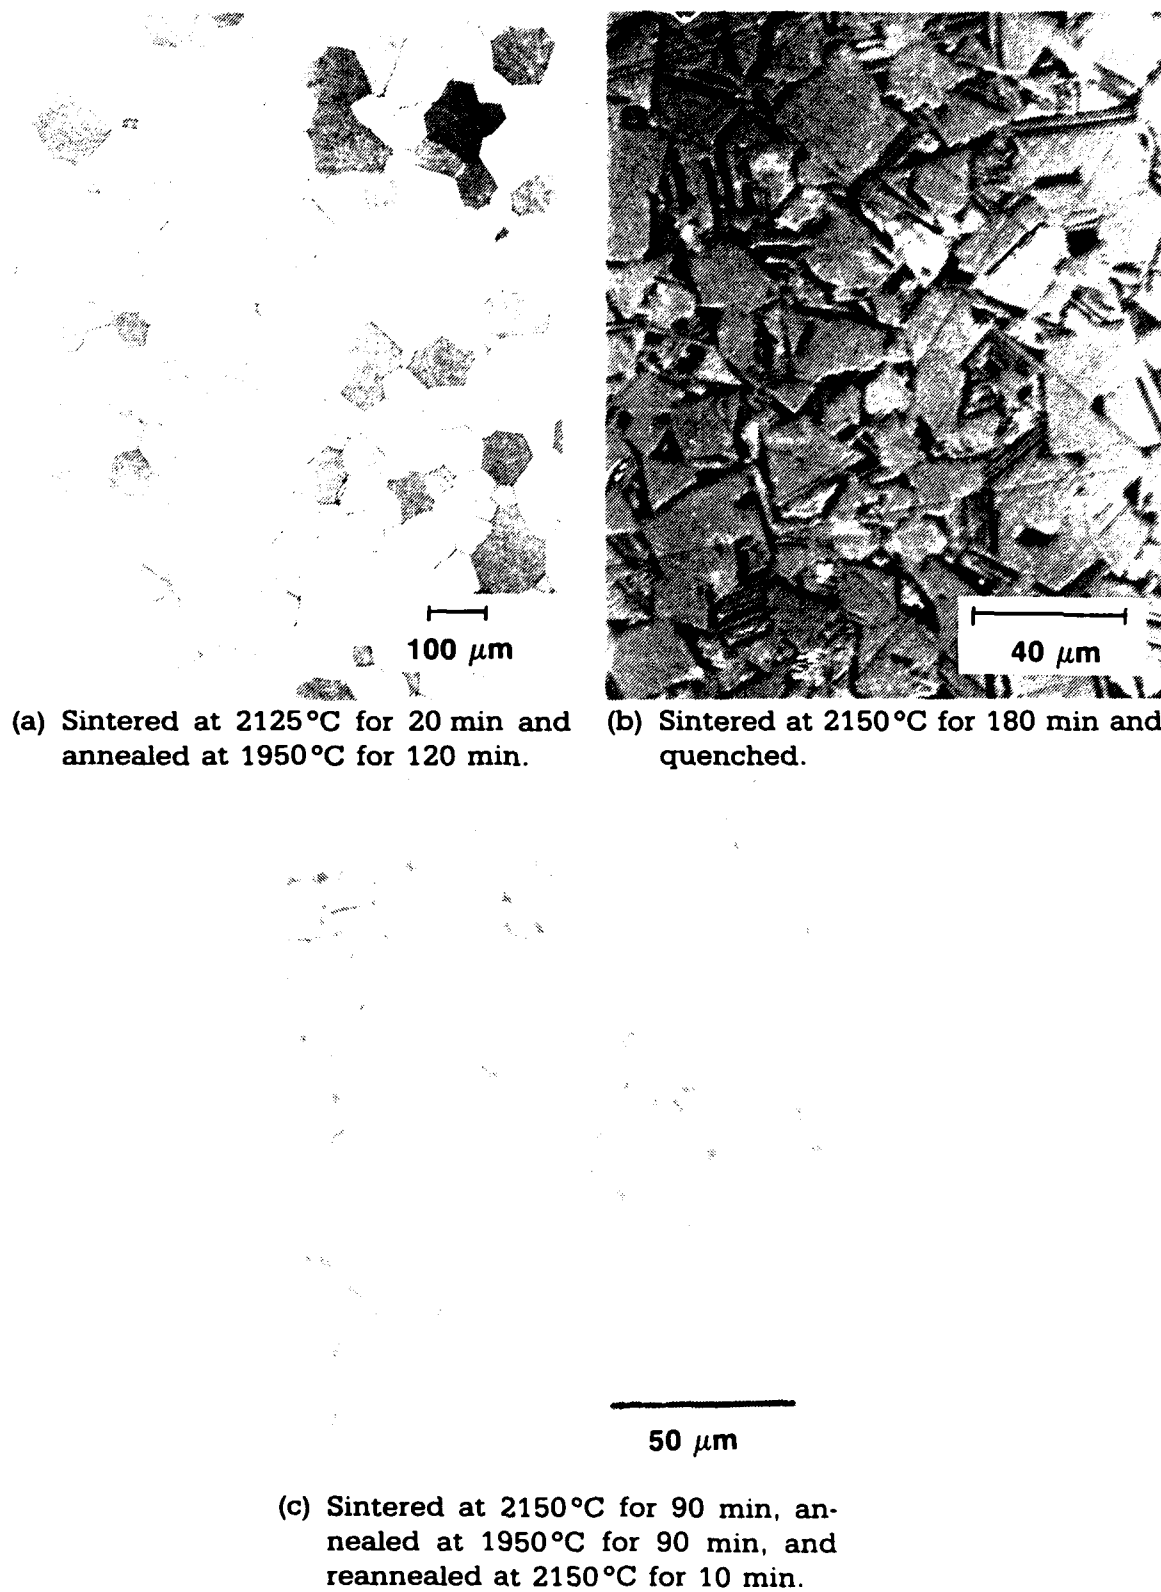 100 μm
40 μm
(a) Sintered at 2125°C for 20 min and
annealed at 1950°C for 120 min.
(b) Sintered at 2150°C for 180 min and
quenched.
50 μm
(c) Sintered at 2150°C for 90 min, an-
nealed at 1950°C for 90 min, and
reannealed at 2150°C for 10 min.